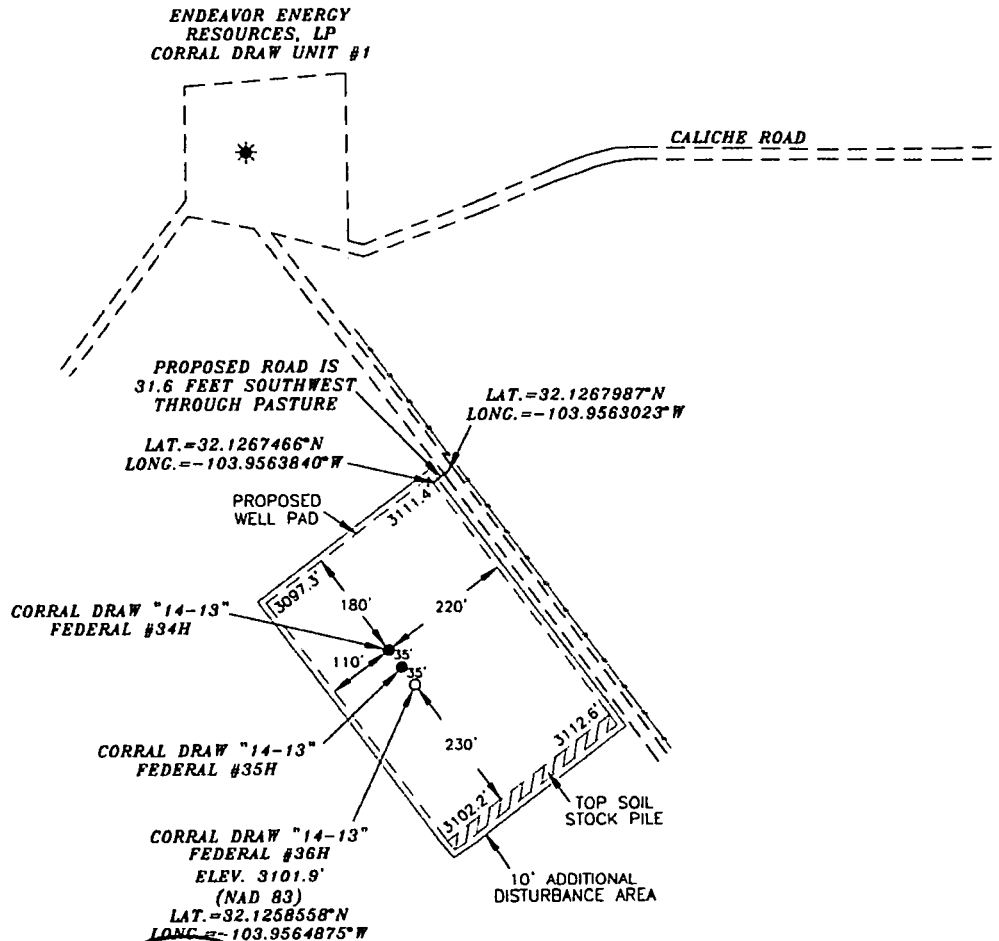 ENDEAVOR ENERGY
RESOURCES, LP
CORRAL DRAW UNIT #1
CALICHE ROAD
PROPOSED ROAD IS
31.6 FEET SOUTHWEST
THROUGH PASTURE
LAT.=32.1267987°N
LONG.=-103.9563023°W
LAT.=32.1267466°N
LONG.=-103.9563840°W
PROPOSED
WELL PAD
3111.4'
3097.3'
180'
220'
CORRAL DRAW "14-13"
FEDERAL #34H
35'
110'
35'
230'
3112.6'
CORRAL DRAW "14-13"
FEDERAL #35H
3102.2'
TOP SOIL
STOCK PILE
CORRAL DRAW "14-13"
FEDERAL #36H
ELEV. 3101.9'
(NAD 83)
LAT.=32.1258558°N
LONG.=-103.9564875°W
10' ADDITIONAL
DISTURBANCE AREA